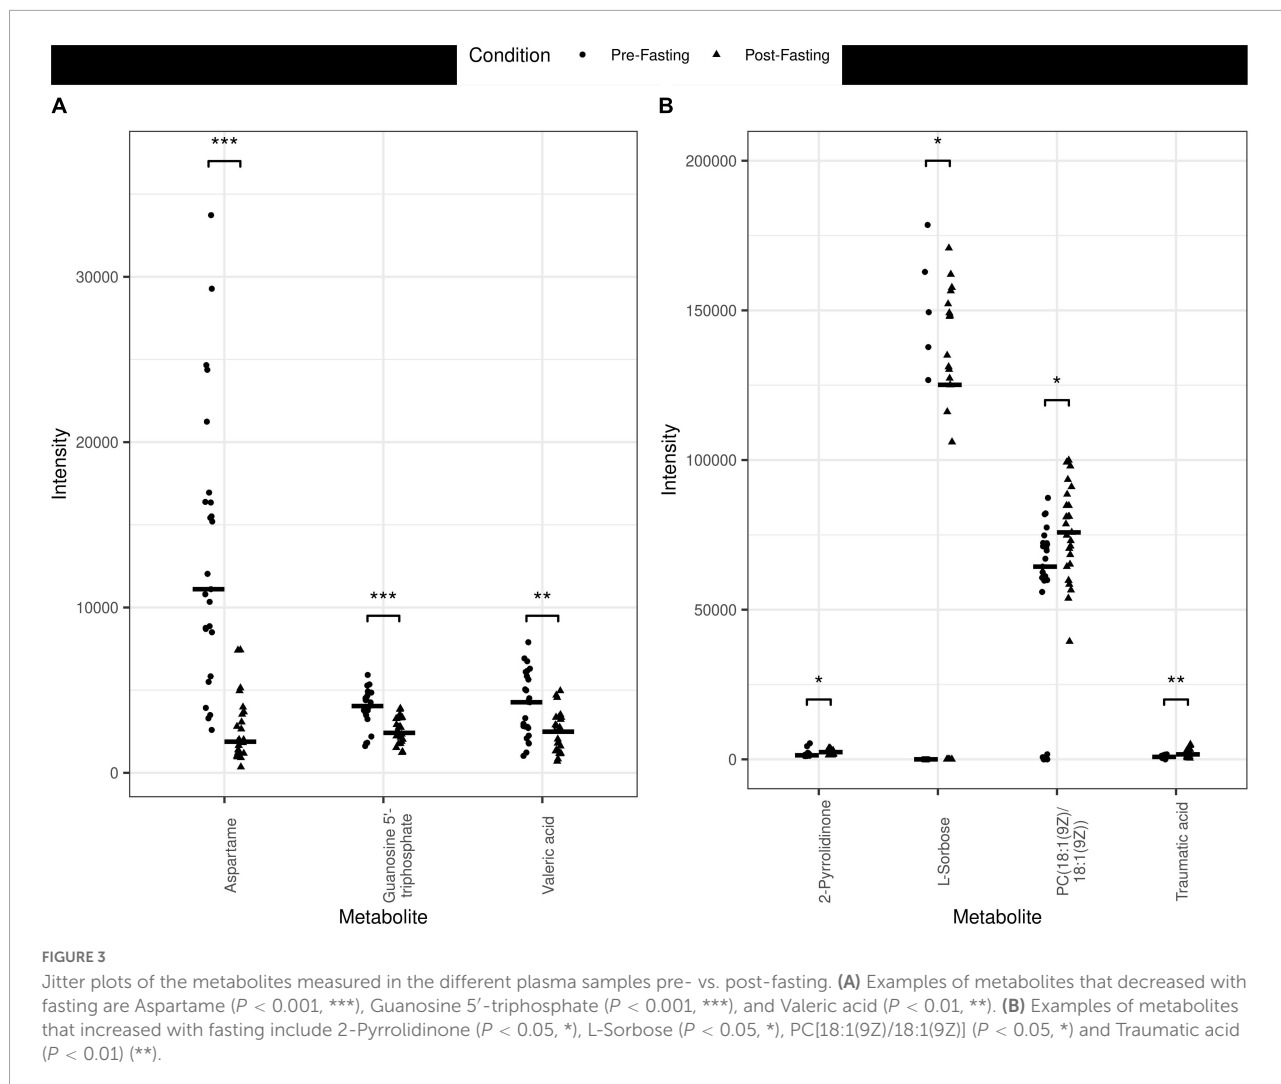 Condition Pre-Fasting Post-Fasting
A
B
***
***
**
30000
20000
10000
0
Intensity
Aspartame
Guanosine 5'-
triphosphate
Valeric acid
Metabolite
*
*
*
**
200000
150000
100000
50000
0
Intensity
2-Pyrrolidinone
L-Sorbose
PC(18:1(9Z)/
18:1(9Z))
Traumatic acid
Metabolite
FIGURE 3
Jitter plots of the metabolites measured in the different plasma samples pre- vs. post-fasting. (A) Examples of metabolites that decreased with
fasting are Aspartame (P < 0.001, ***), Guanosine 5′-triphosphate (P < 0.001, ***), and Valeric acid (P < 0.01, **). (B) Examples of metabolites
that increased with fasting include 2-Pyrrolidinone (P < 0.05, *), L-Sorbose (P < 0.05, *), PC[18:1(9Z)/18:1(9Z)] (P < 0.05, *) and Traumatic acid
(P < 0.01) (**).